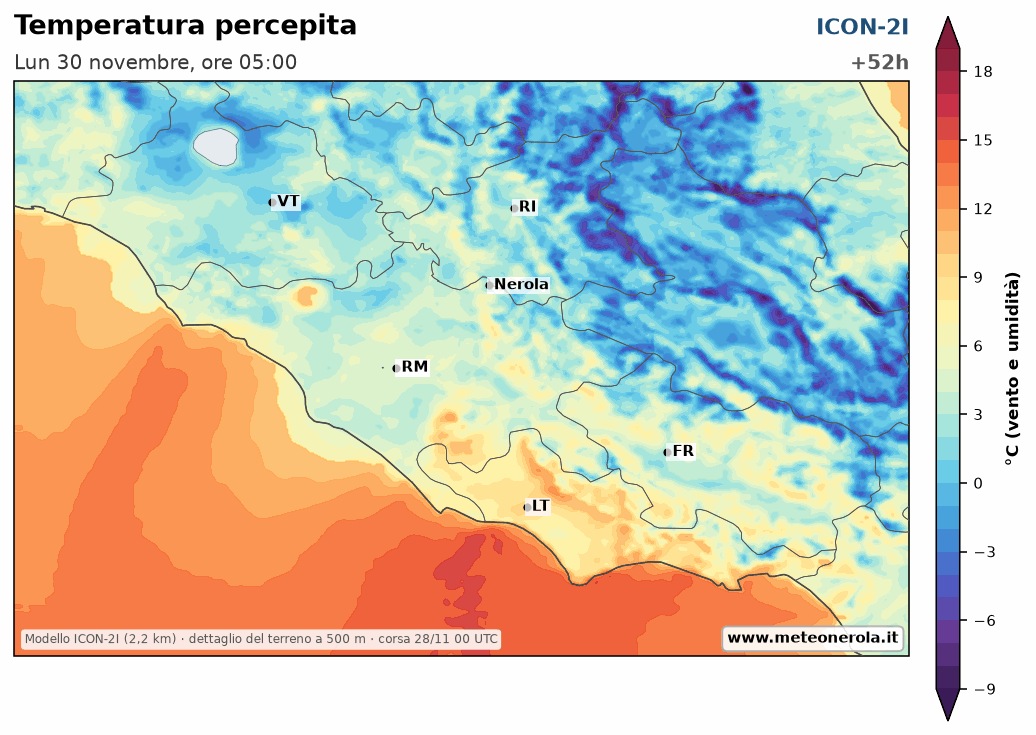 Temperatura percepita
ICON-2I
Lun 30 novembre, ore 05:00
+52h
VT
RI
Nerola
RM
FR
LT
18
15
12
9
6
3
0
−3
−6
−9
°C (vento e umidità)
Modello ICON-2I (2,2 km) · dettaglio del terreno a 500 m · corsa 28/11 00 UTC
www.meteonerola.it